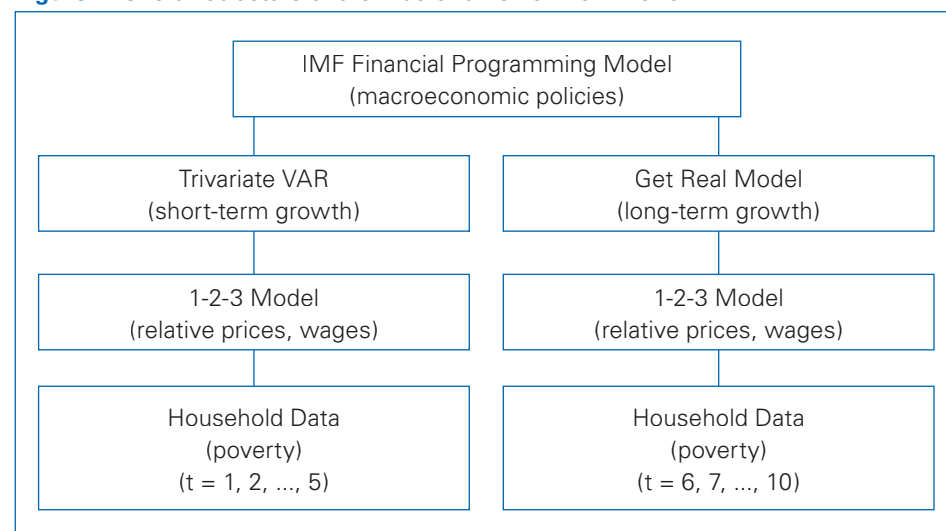 IMF Financial Programming Model
(macroeconomic policies)
Trivariate VAR
(short-term growth)
Get Real Model
(long-term growth)
1-2-3 Model
(relative prices, wages)
1-2-3 Model
(relative prices, wages)
Household Data
(poverty)
(t = 1, 2, ..., 5)
Household Data
(poverty)
(t = 6, 7, ..., 10)